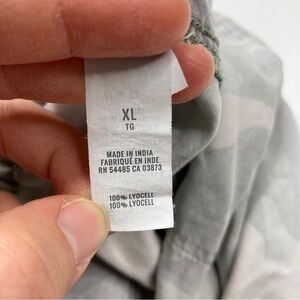 XL
TG
MADE IN INDIA
FABRIQUÉ EN INDE
RN 54485 CA 03873
100% LYOCELL
100% LYOCELL